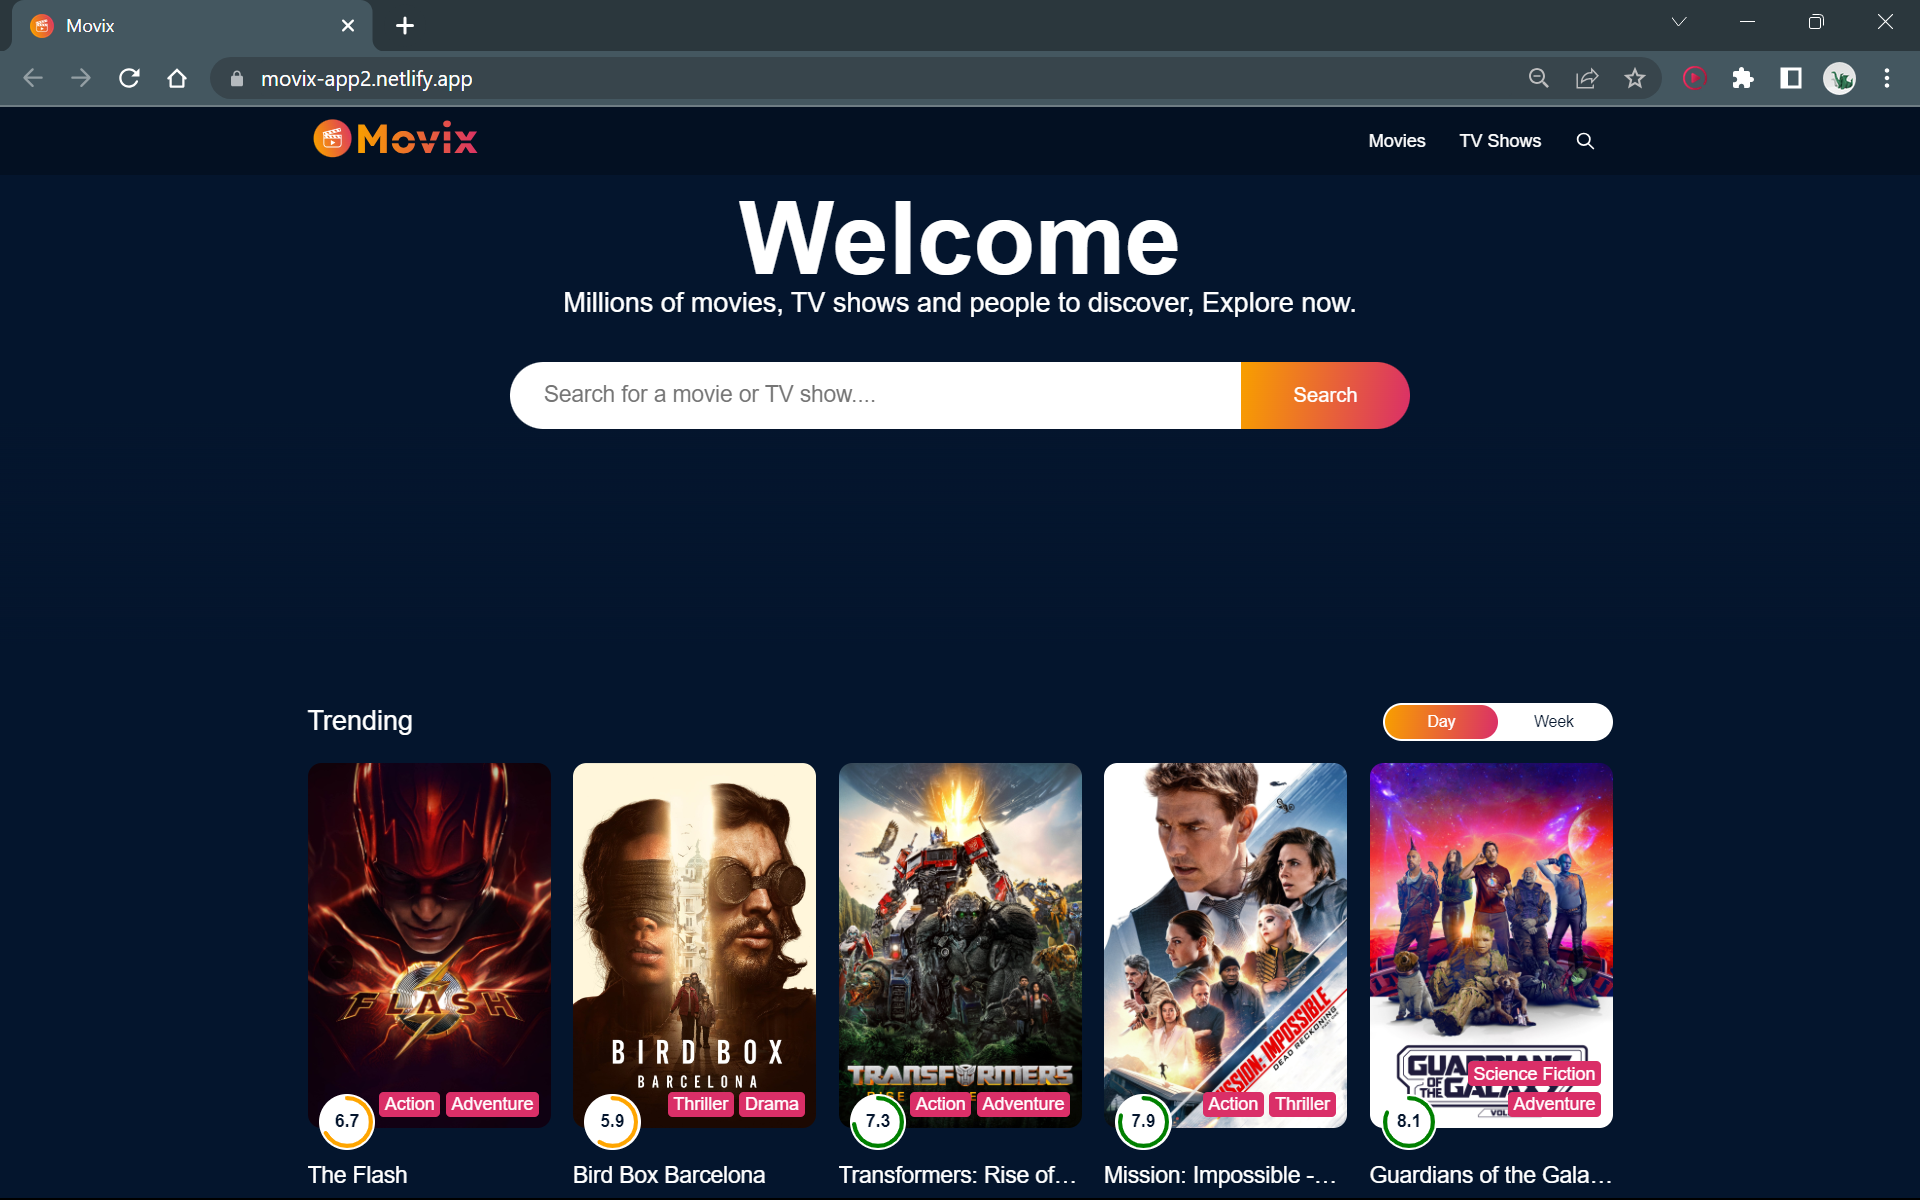 Movix
movix-app2.netlify.app
Movix
Movies
TV Shows
Welcome
Millions of movies, TV shows and people to discover, Explore now.
Search for a movie or TV show....
Search
Trending
Day
Week
FLASH
BIRD BOX
BARCELONA
TRANSFORMERS
DEAD RECKONING
GUARDIANS
OF
THE GALAXY
VOL
6.7
Action
Adventure
5.9
Thriller
Drama
7.3
Action
Adventure
7.9
Action
Thriller
8.1
Science Fiction
Adventure
The Flash
Bird Box Barcelona
Transformers: Rise of...
Mission: Impossible -...
Guardians of the Gala...